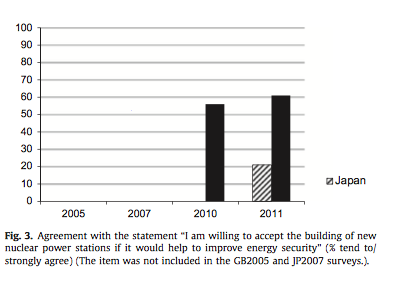 100
90
80
70
60
50
40
30
20
10
0
2005 2007 2010 2011
Japan
Fig. 3. Agreement with the statement “I am willing to accept the building of new
nuclear power stations if it would help to improve energy security” (% tend to/
strongly agree) (The item was not included in the GB2005 and JP2007 surveys.).